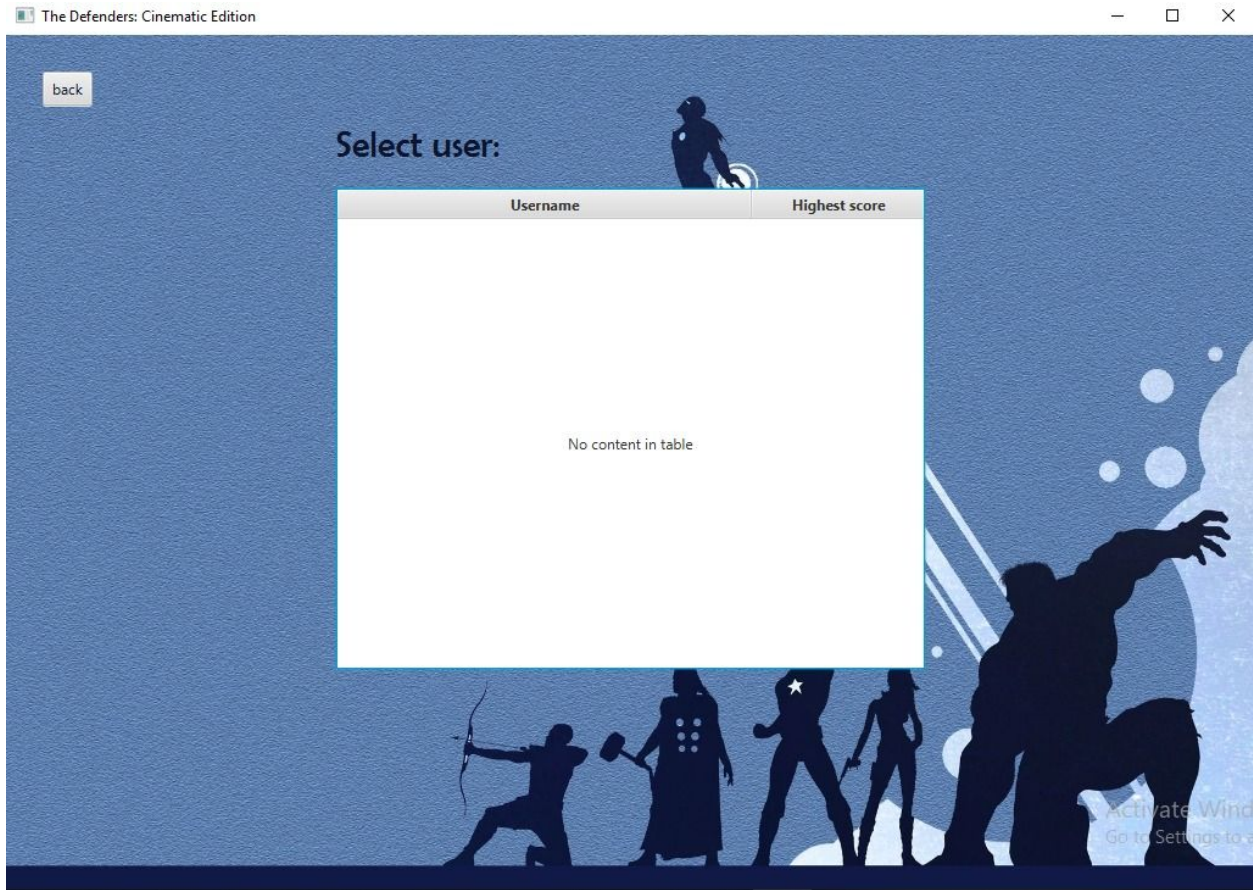 The Defenders: Cinematic Edition
back
Select user:
Username Highest score
No content in table
Activate Wind
Go to Settings to